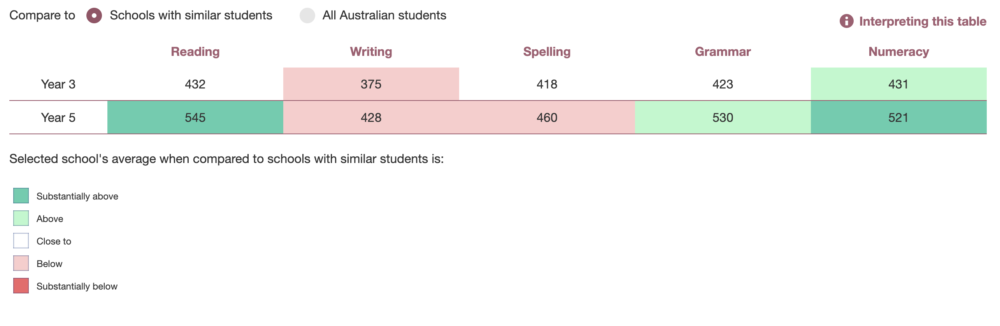 Compare to Schools with similar students All Australian students
Interpreting this table
Reading Writing Spelling Grammar Numeracy
Year 3 432 375 418 423 431
Year 5 545 428 460 530 521
Selected school's average when compared to schools with similar students is:
Substantially above
Above
Close to
Below
Substantially below